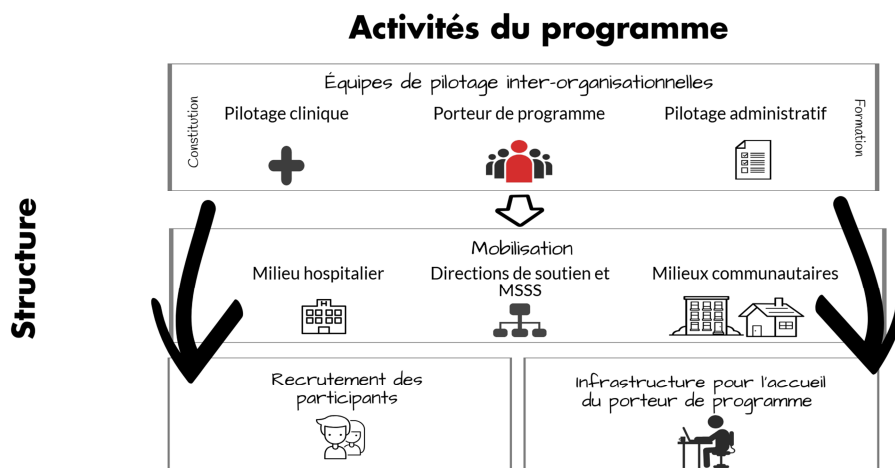 Activités du programme
Structure
Équipes de pilotage inter-organisationnelles
Constitution
Pilotage clinique
Porteur de programme
Pilotage administratif
Formation
Mobilisation
Milieu hospitalier
Directions de soutien et
MSSS
Milieux communautaires
H
Recrutement des
participants
Infrastructure pour l'accueil
du porteur de programme